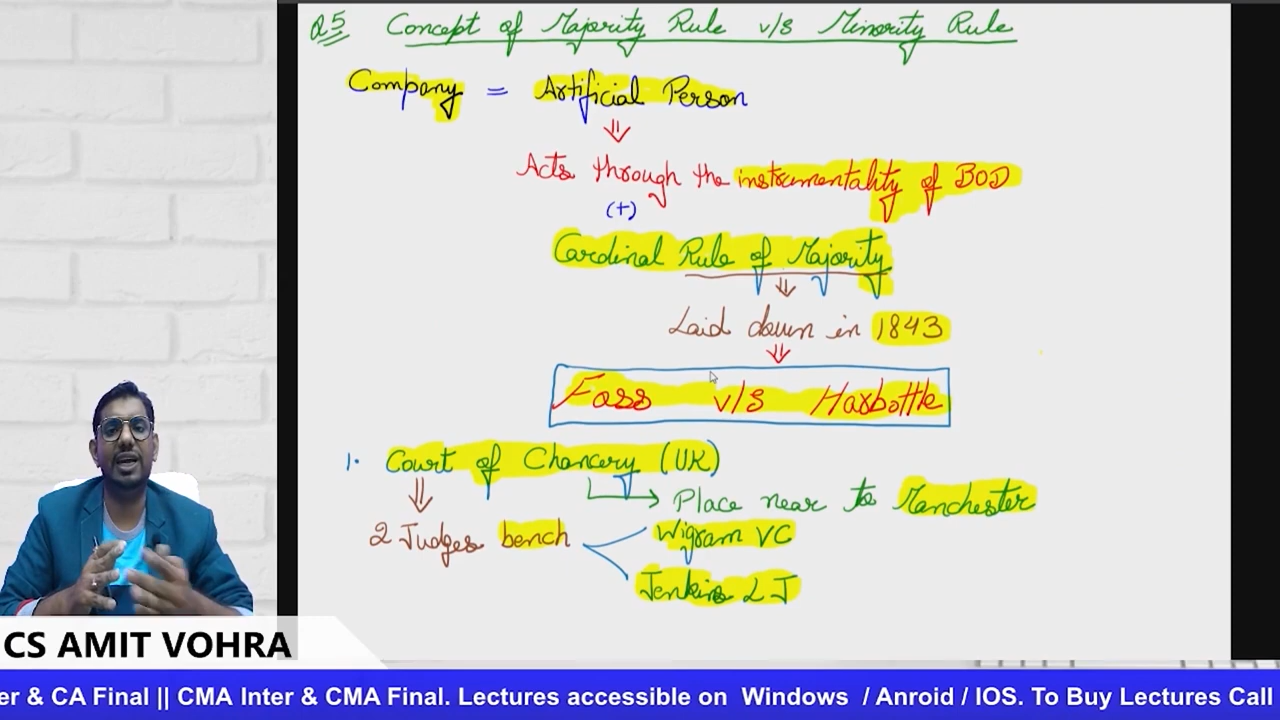 Q5 Concept of Majority Rule v/s Minority Rule
Company = Artificial Person
⇓
Acts through the instrumentality of BOD
(+)
Cardinal Rule of Majority
⇓
Laid down in 1843
⇓
Foss v/s Harbottle
1. Court of Chancery (UK)
Place near to Manchester
2 Judges bench
Wigram VC
Jenkins LJ
CS AMIT VOHRA
er & CA Final || CMA Inter & CMA Final. Lectures accessible on Windows / Anroid / IOS. To Buy Lectures Call